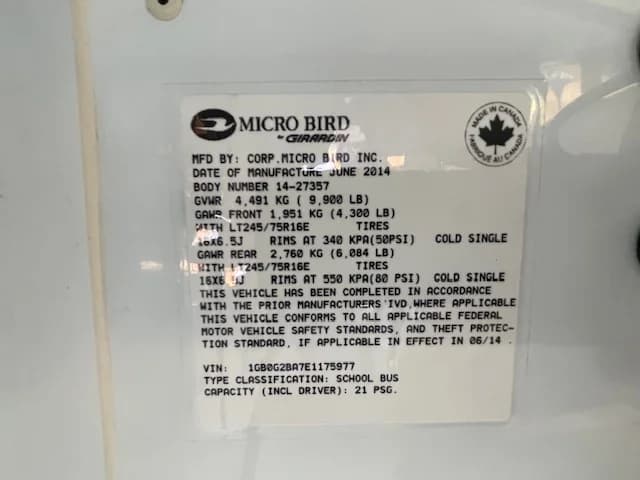 MICRO BIRD
by GIRARDIN
MADE IN CANADA
FABRIQUÉ AU CANADA
MFD BY: CORP.MICRO BIRD INC.
DATE OF MANUFACTURE JUNE 2014
BODY NUMBER 14-27357
GVWR 4,491 KG ( 9,900 LB)
GAWR FRONT 1,951 KG (4,300 LB)
WITH LT245/75R16E TIRES
16X6.5J RIMS AT 340 KPA(50PSI) COLD SINGLE
GAWR REAR 2,760 KG (6,084 LB)
WITH LT245/75R16E TIRES
RIMS AT 550 KPA(80 PSI) COLD SINGLE
THIS VEHICLE HAS BEEN COMPLETED IN ACCORDANCE
WITH THE PRIOR MANUFACTURERS'IVD,WHERE APPLICABLE
THIS VEHICLE CONFORMS TO ALL APPLICABLE FEDERAL
MOTOR VEHICLE SAFETY STANDARDS, AND THEFT PROTEC-
TION STANDARD, IF APPLICABLE IN EFFECT IN 06/14 .
VIN: 1GB0G2BA7E1175977
TYPE CLASSIFICATION: SCHOOL BUS
CAPACITY (INCL DRIVER): 21 PSG.